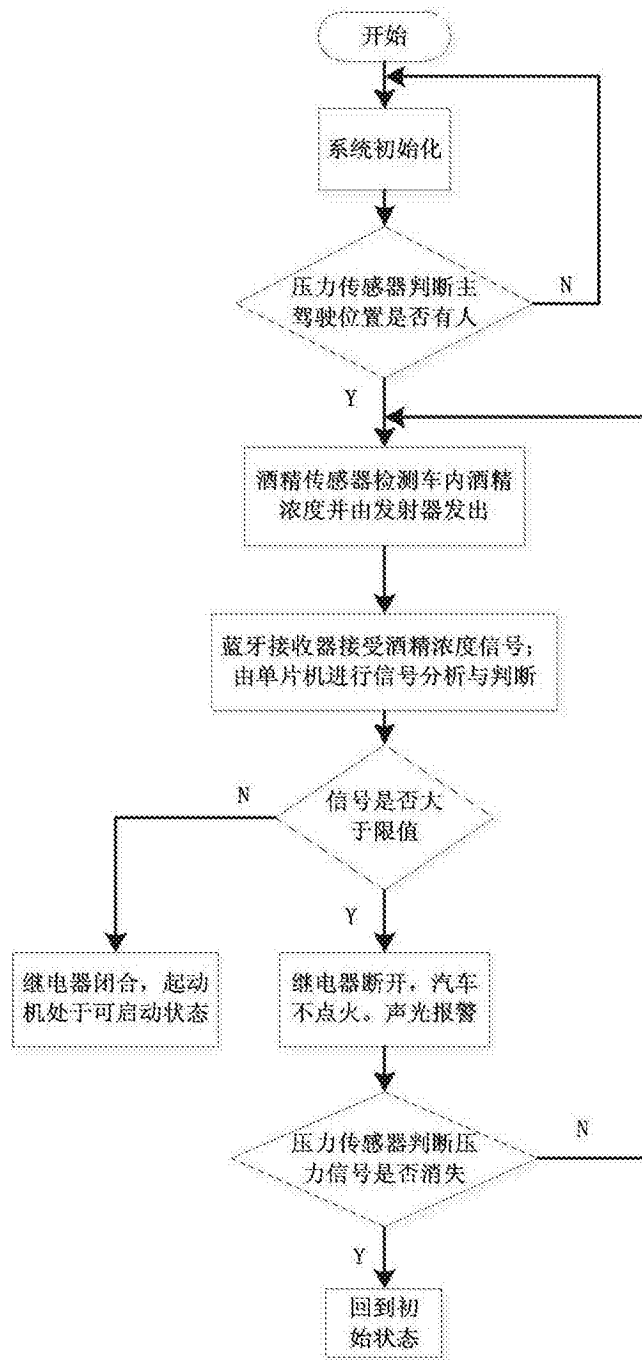 开始
系统初始化
压力传感器判断主
驾驶位置是否有人
N
Y
酒精传感器检测车内酒精
浓度并由发射器发出
蓝牙接收器接受酒精浓度信号；
由单片机进行信号分析与判断
信号是否大
于限值
N
Y
继电器闭合，起动
机处于可启动状态
继电器断开，汽车
不点火。声光报警
压力传感器判断压
力信号是否消失
N
Y
回到初
始状态